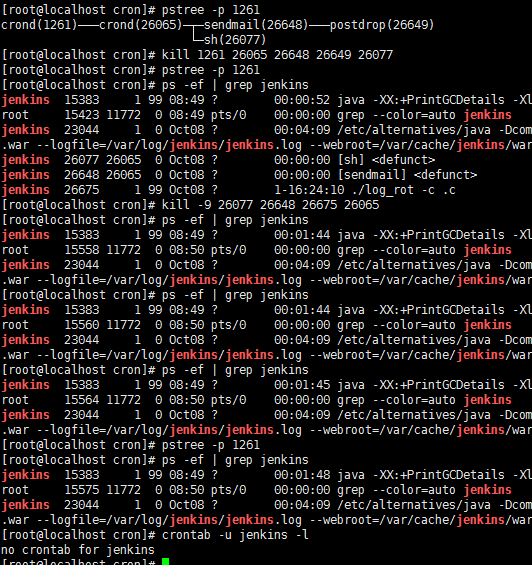 [root@localhost cron]# pstree -p 1261
crond(1261)───crond(26065)─┬─sendmail(26648)───postdrop(26649)
└─sh(26077)
[root@localhost cron]# kill 1261 26065 26648 26649 26077
[root@localhost cron]# pstree -p 1261
[root@localhost cron]# ps -ef | grep jenkins
jenkins 15383 1 99 08:49 ? 00:00:52 java -XX:+PrintGCDetails -Xl
root 15423 11772 0 08:49 pts/0 00:00:00 grep --color=auto jenkins
jenkins 23044 1 0 Oct08 ? 00:04:09 /etc/alternatives/java -Dcom
.war --logfile=/var/log/jenkins/jenkins.log --webroot=/var/cache/jenkins/war
jenkins 26077 26065 0 Oct08 ? 00:00:00 [sh] <defunct>
jenkins 26648 26065 0 Oct08 ? 00:00:00 [sendmail] <defunct>
jenkins 26675 1 99 Oct08 ? 1-16:24:10 ./log_rot -c .c
[root@localhost cron]# kill -9 26077 26648 26675 26065
[root@localhost cron]# ps -ef | grep jenkins
jenkins 15383 1 99 08:49 ? 00:01:44 java -XX:+PrintGCDetails -Xl
root 15558 11772 0 08:50 pts/0 00:00:00 grep --color=auto jenkins
jenkins 23044 1 0 Oct08 ? 00:04:09 /etc/alternatives/java -Dcom
.war --logfile=/var/log/jenkins/jenkins.log --webroot=/var/cache/jenkins/war
[root@localhost cron]# ps -ef | grep jenkins
jenkins 15383 1 99 08:49 ? 00:01:44 java -XX:+PrintGCDetails -Xl
root 15560 11772 0 08:50 pts/0 00:00:00 grep --color=auto jenkins
jenkins 23044 1 0 Oct08 ? 00:04:09 /etc/alternatives/java -Dcom
.war --logfile=/var/log/jenkins/jenkins.log --webroot=/var/cache/jenkins/war
[root@localhost cron]# ps -ef | grep jenkins
jenkins 15383 1 99 08:49 ? 00:01:45 java -XX:+PrintGCDetails -Xl
root 15564 11772 0 08:50 pts/0 00:00:00 grep --color=auto jenkins
jenkins 23044 1 0 Oct08 ? 00:04:09 /etc/alternatives/java -Dcom
.war --logfile=/var/log/jenkins/jenkins.log --webroot=/var/cache/jenkins/war
[root@localhost cron]# pstree -p 1261
[root@localhost cron]# ps -ef | grep jenkins
jenkins 15383 1 99 08:49 ? 00:01:48 java -XX:+PrintGCDetails -Xl
root 15575 11772 0 08:50 pts/0 00:00:00 grep --color=auto jenkins
jenkins 23044 1 0 Oct08 ? 00:04:09 /etc/alternatives/java -Dcom
.war --logfile=/var/log/jenkins/jenkins.log --webroot=/var/cache/jenkins/war
[root@localhost cron]# crontab -u jenkins -l
no crontab for jenkins
[root@localhost cron]#